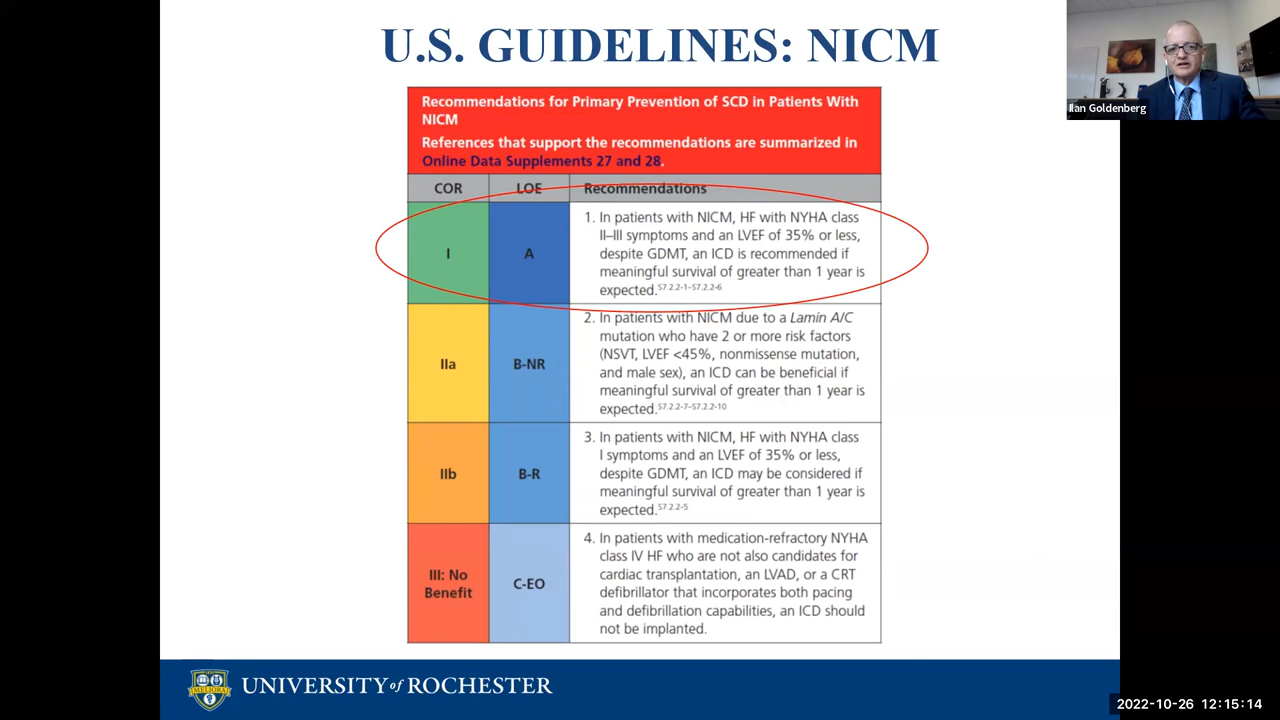 U.S. GUIDELINES: NICM
Ilan Goldenberg
Recommendations for Primary Prevention of SCD in Patients With
NICM
References that support the recommendations are summarized in
Online Data Supplements 27 and 28.
COR LOE Recommendations
I A
1. In patients with NICM, HF with NYHA class
II–III symptoms and an LVEF of 35% or less,
despite GDMT, an ICD is recommended if
meaningful survival of greater than 1 year is
expected.S7.2.2-1–S7.2.2-6
IIa B-NR
2. In patients with NICM due to a Lamin A/C
mutation who have 2 or more risk factors
(NSVT, LVEF <45%, nonmissense mutation,
and male sex), an ICD can be beneficial if
meaningful survival of greater than 1 year is
expected.S7.2.2-7–S7.2.2-10
IIb B-R
3. In patients with NICM, HF with NYHA class
I symptoms and an LVEF of 35% or less,
despite GDMT, an ICD may be considered if
meaningful survival of greater than 1 year is
expected.S7.2.2-5
III: No
Benefit
C-EO
4. In patients with medication-refractory NYHA
class IV HF who are not also candidates for
cardiac transplantation, an LVAD, or a CRT
defibrillator that incorporates both pacing
and defibrillation capabilities, an ICD should
not be implanted.
MELIORA
UNIVERSITY of ROCHESTER
2022-10-26 12:15:14